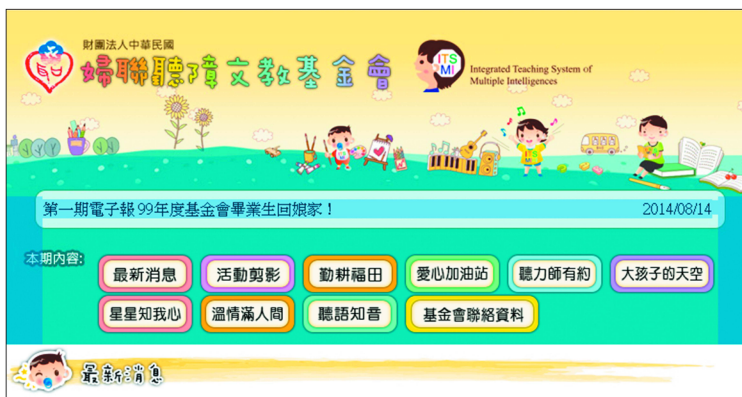 財團法人中華民國
婦聯聽障文教基金會
ITS
MI
Integrated Teaching System of
Multiple Intelligences
第一期電子報 99年度基金會畢業生回娘家！ 2014/08/14
本期內容:
最新消息 活動剪影 勤耕福田 愛心加油站 聽力師有約 大孩子的天空
星星知我心 溫情滿人間 聽語知音 基金會聯絡資料
最新消息